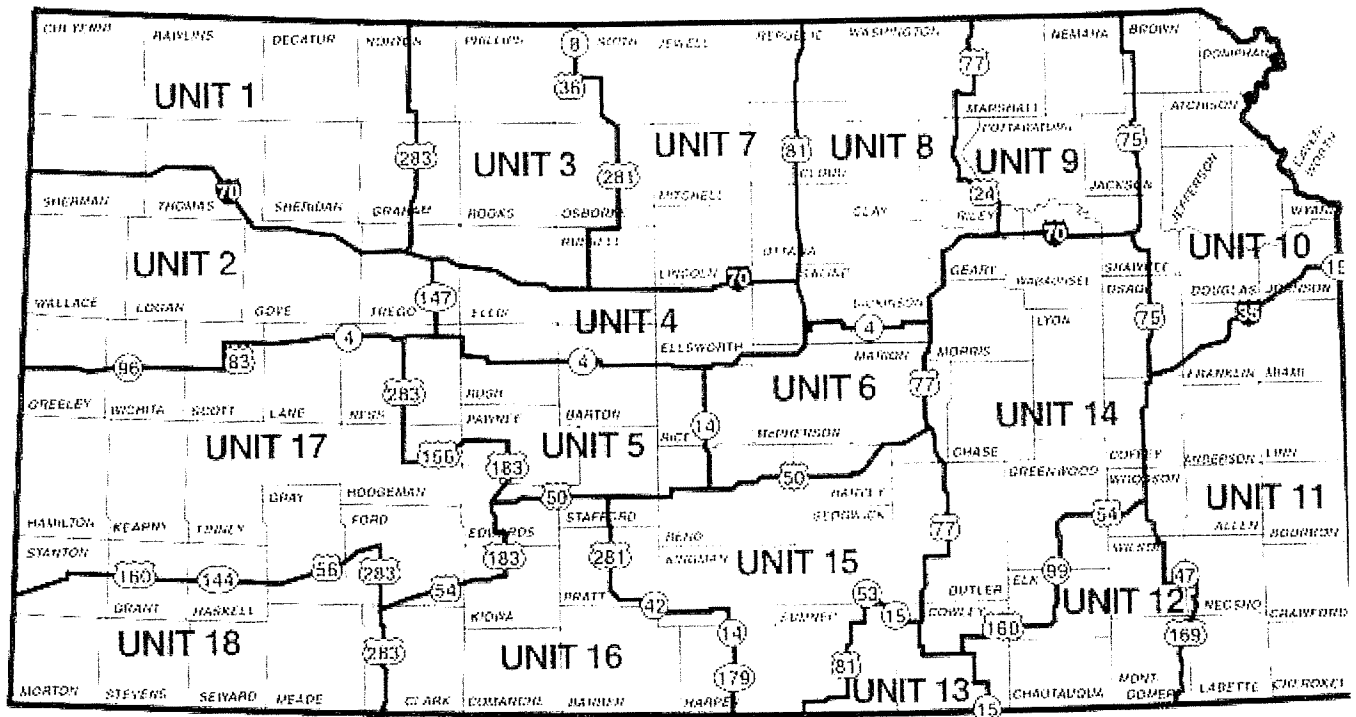 RAWLINS DECATUR NORTON PHILLIPS 8 SMITH JEWELL REPUBLIC WASHINGTON NEMAHA BROWN DONIPHAN
UNIT 1 36 77 MARSHALL ATCHISON
283 UNIT 3 281 UNIT 7 81 UNIT 8 UNIT 9 75
SHERMAN THOMAS 70 SHERIDAN GRAHAM ROOKS OSBORNE MITCHELL CLOUD CLAY 24 RILEY JACKSON JEFFERSON
UNIT 2 RUSSELL LINCOLN 70 OTTAWA SALINE GEARY 70 WABAUNSEE SHAWNEE UNIT 10
WALLACE LOGAN GOVE TREGO 147 ELLIS UNIT 4 DICKINSON OSAGE DOUGLAS JOHNSON
96 83 4 4 ELLSWORTH 4 MARION MORRIS LYON 75 35
GREELEY WICHITA SCOTT LANE NESS 283 RUSH BARTON RICE 14 UNIT 6 77 UNIT 14 FRANKLIN MIAMI
UNIT 17 156 PAWNEE 183 UNIT 5 McPHERSON 50 CHASE COFFEY ANDERSON LINN
HAMILTON KEARNY FINNEY GRAY HODGEMAN 50 STAFFORD HARVEY GREENWOOD WOODSON UNIT 11
STANTON FORD EDWARDS 183 281 RENO SEDGWICK 77 54 ALLEN BOURBON
160 144 56 283 54 PRATT KINGMAN UNIT 15 BUTLER ELK 99 WILSON 47
GRANT HASKELL KIOWA 42 14 SUMNER 53 15 COWLEY 160 UNIT 12 NEOSHO CRAWFORD
UNIT 18 283 UNIT 16 179 81 UNIT 13 169
MORTON STEVENS SEWARD MEADE CLARK COMANCHE BARBER HARPE 15 CHAUTAUQUA MONT. GOMERY LABETTE CHEROKEE